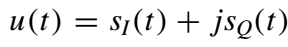 u(t) = s_I(t) + js_Q(t)